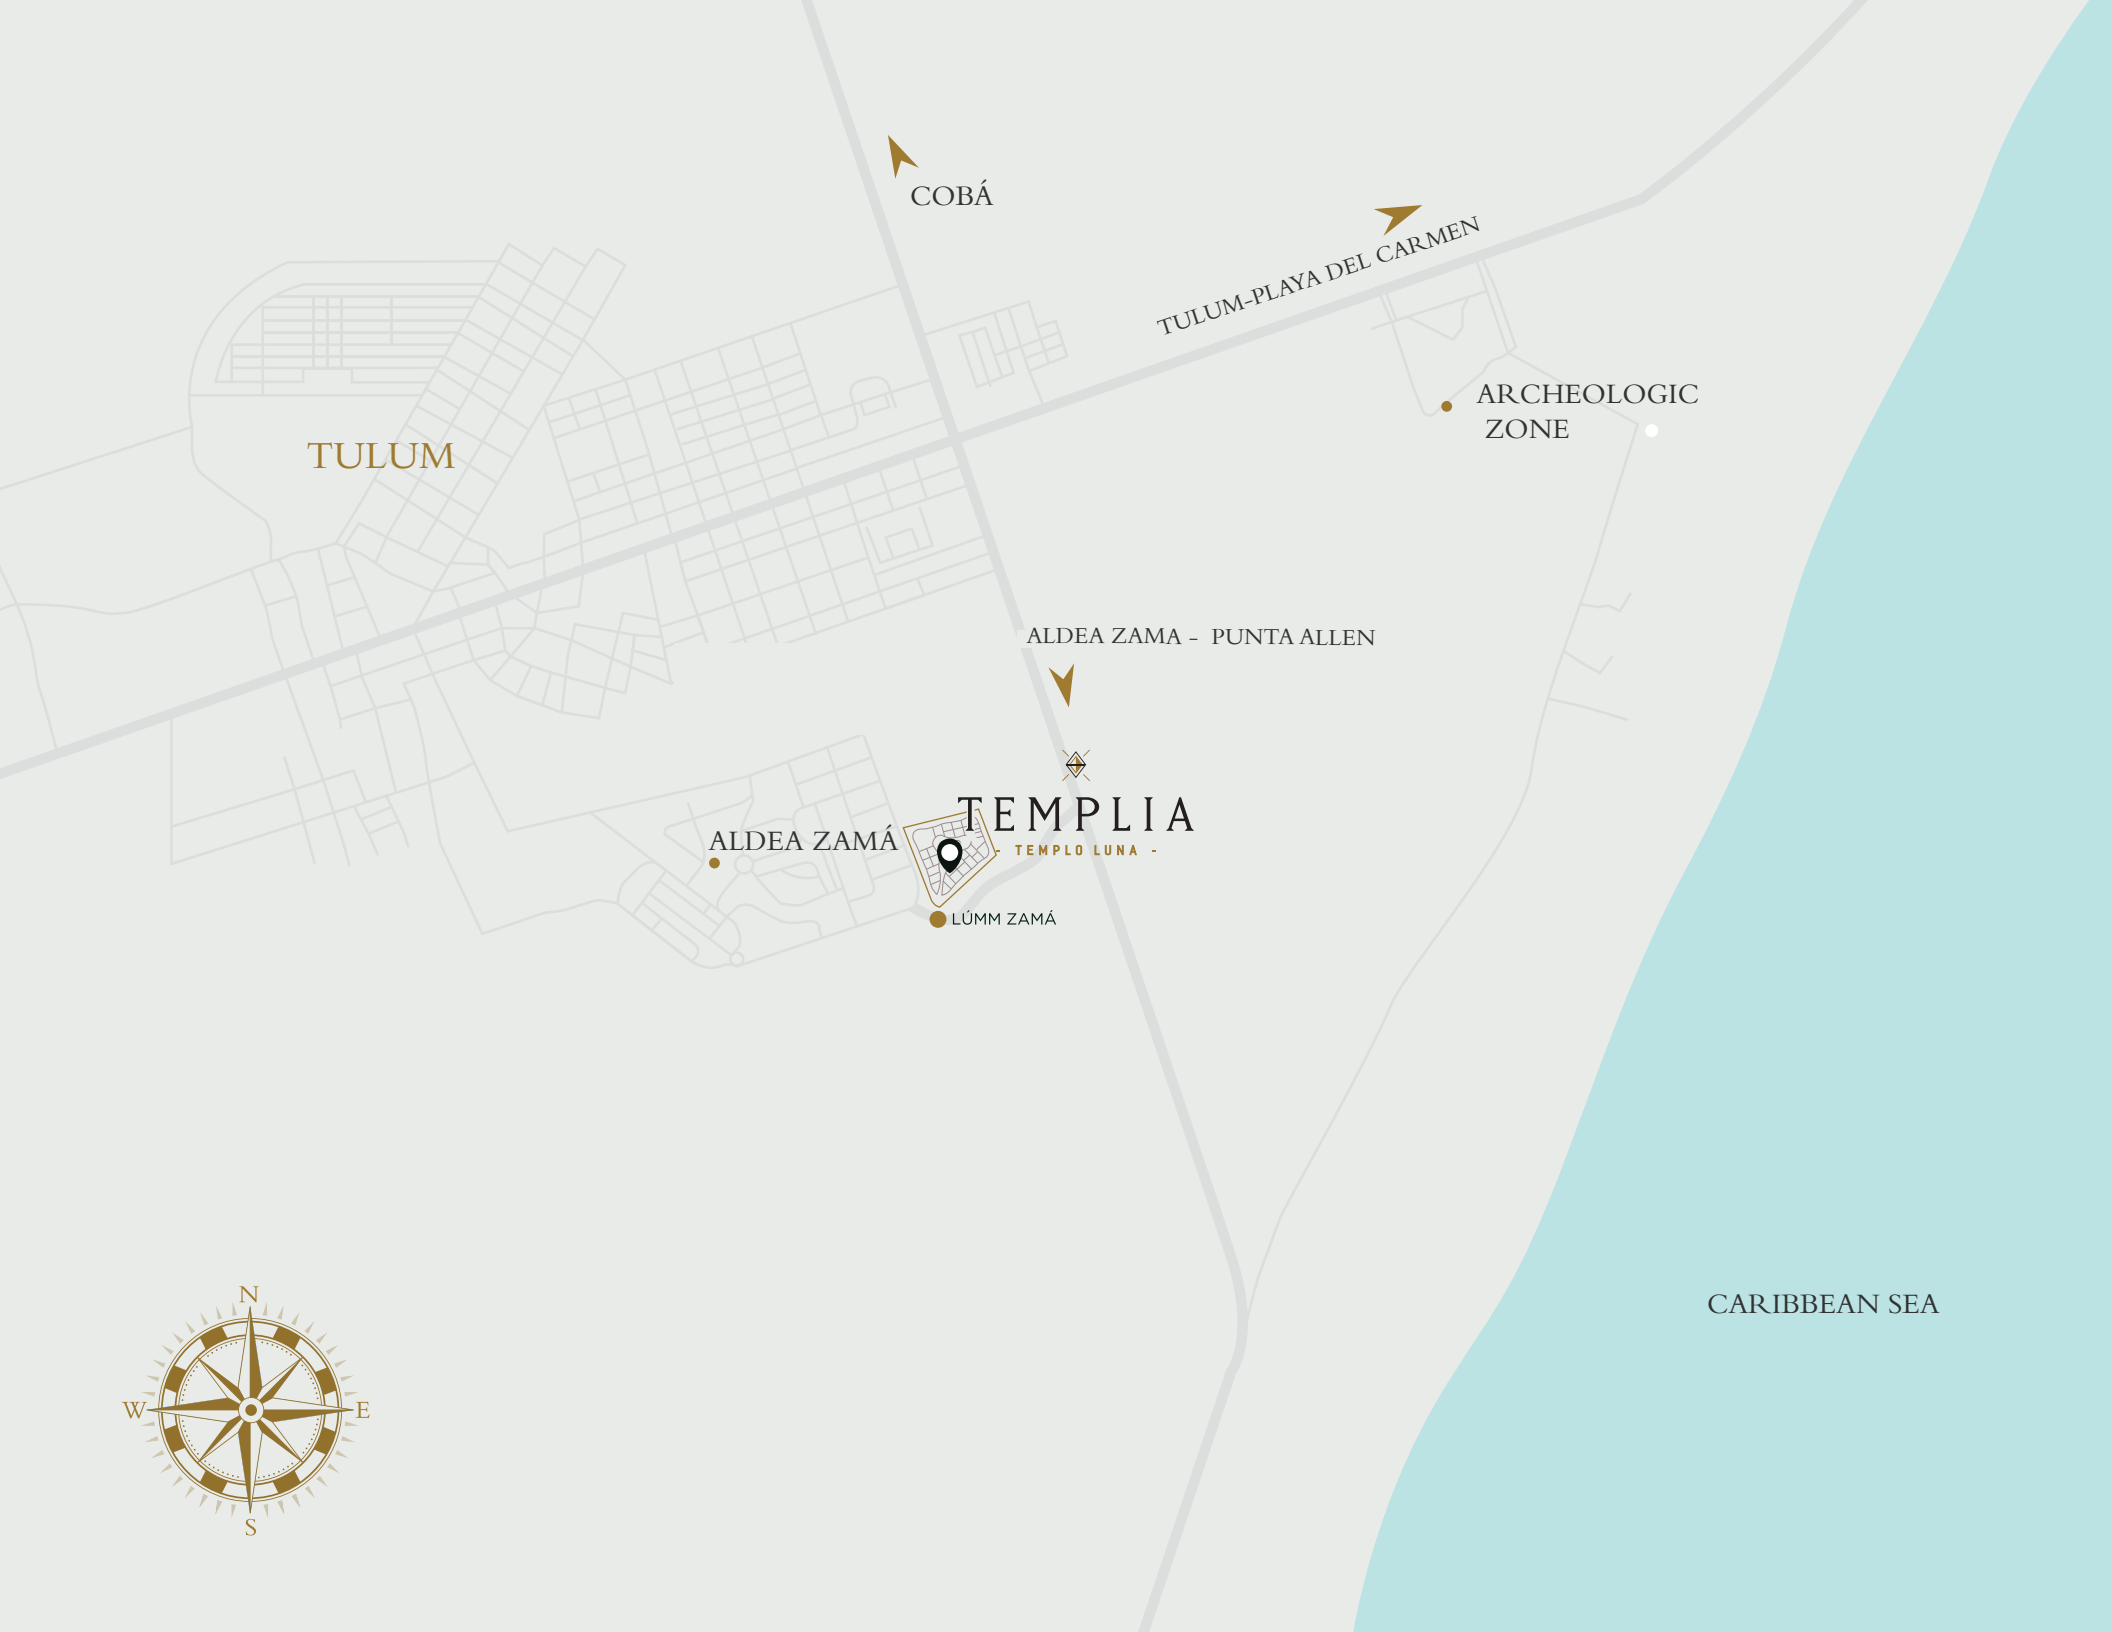 COBÁ
TULUM-PLAYA DEL CARMEN
ARCHEOLOGIC
ZONE
TULUM
ALDEA ZAMA - PUNTA ALLEN
TEMPLIA
- TEMPLO LUNA -
ALDEA ZAMÁ
LÚMM ZAMÁ
CARIBBEAN SEA
N
W
E
S